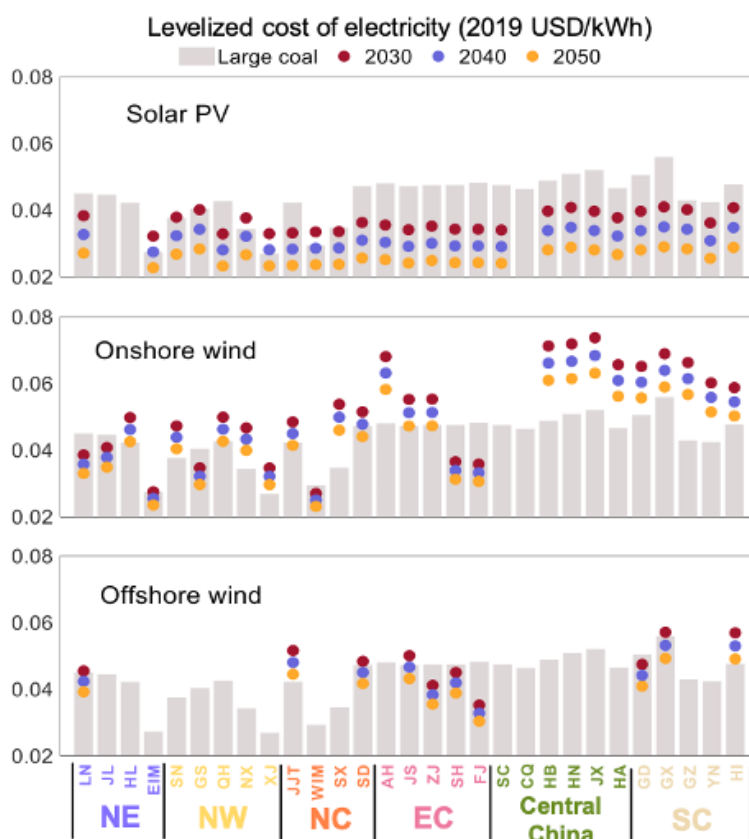 Levelized cost of electricity (2019 USD/kWh)
Large coal 2030 2040 2050
0.08
Solar PV
0.06
0.04
0.02
0.08
Onshore wind
0.06
0.04
0.02
0.08
Offshore wind
0.06
0.04
0.02
LN JL HL EIM SN GS QH NX XJ JJT WIM SX SD AH JS ZJ SH FJ SC CQ HB HN JX HA GD GX GZ YN HI
NE NW NC EC Central China SC